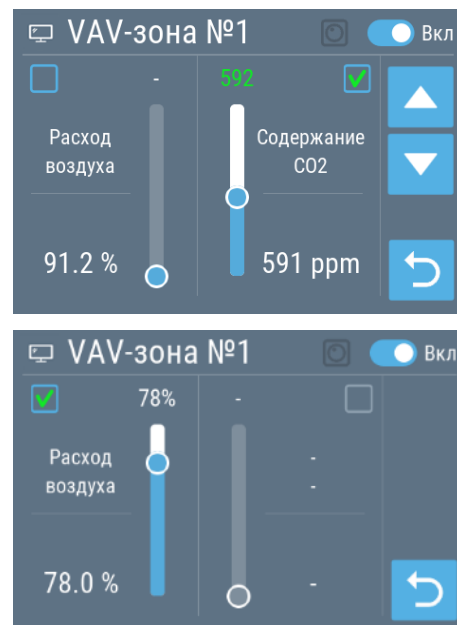 VAV-зона №1
Вкл
-
592
Расход
воздуха
Содержание
CO2
91.2 %
591 ppm
VAV-зона №1
Вкл
78%
-
Расход
воздуха
-
-
78.0 %
-